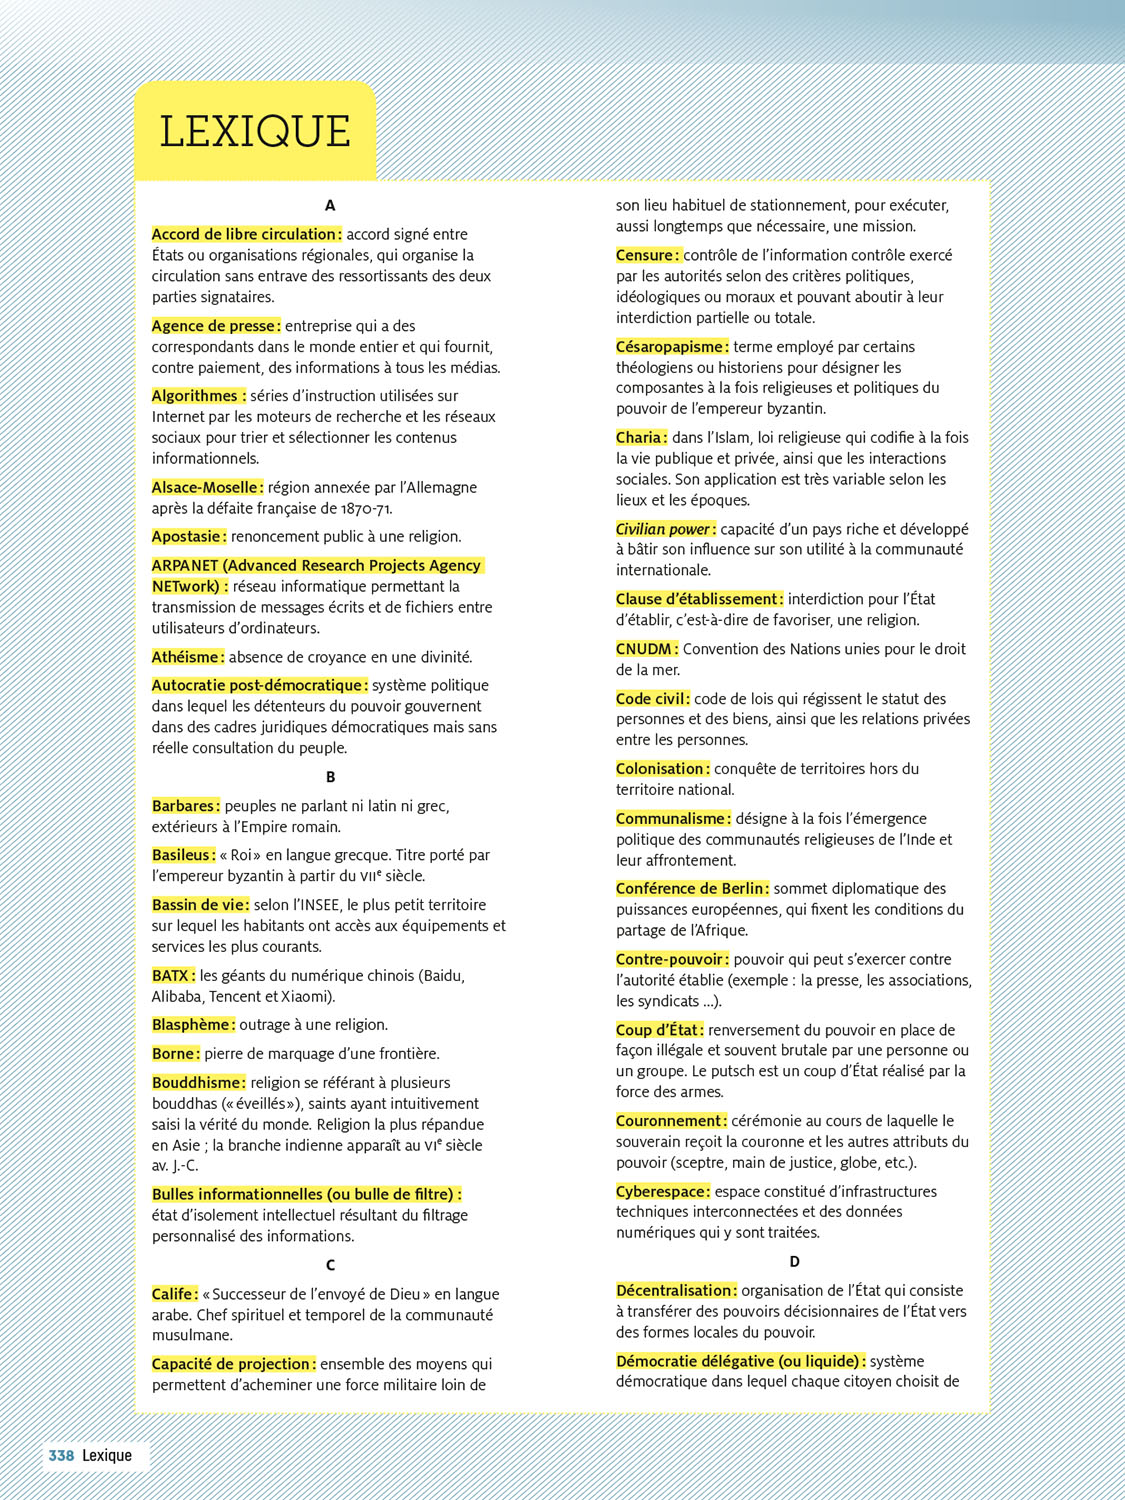 LEXIQUE
A
Accord de libre circulation : accord signé entre
États ou organisations régionales, qui organise la
circulation sans entrave des ressortissants des deux
parties signataires.
Agence de presse : entreprise qui a des
correspondants dans le monde entier et qui fournit,
contre paiement, des informations à tous les médias.
Algorithmes : séries d’instruction utilisées sur
Internet par les moteurs de recherche et les réseaux
sociaux pour trier et sélectionner les contenus
informationnels.
Alsace-Moselle : région annexée par l’Allemagne
après la défaite française de 1870-71.
Apostasie : renoncement public à une religion.
ARPANET (Advanced Research Projects Agency
NETwork) : réseau informatique permettant la
transmission de messages écrits et de fichiers entre
utilisateurs d’ordinateurs.
Athéisme : absence de croyance en une divinité.
Autocratie post-démocratique : système politique
dans lequel les détenteurs du pouvoir gouvernent
dans des cadres juridiques démocratiques mais sans
réelle consultation du peuple.
B
Barbares : peuples ne parlant ni latin ni grec,
extérieurs à l’Empire romain.
Basileus : « Roi » en langue grecque. Titre porté par
l’empereur byzantin à partir du VIIe siècle.
Bassin de vie : selon l’INSEE, le plus petit territoire
sur lequel les habitants ont accès aux équipements et
services les plus courants.
BATX : les géants du numérique chinois (Baidu,
Alibaba, Tencent et Xiaomi).
Blasphème : outrage à une religion.
Borne : pierre de marquage d’une frontière.
Bouddhisme : religion se référant à plusieurs
bouddhas (« éveillés »), saints ayant intuitivement
saisi la vérité du monde. Religion la plus répandue
en Asie ; la branche indienne apparaît au VIe siècle
av. J.-C.
Bulles informationnelles (ou bulle de filtre) :
état d’isolement intellectuel résultant du filtrage
personnalisé des informations.
C
Calife : « Successeur de l’envoyé de Dieu » en langue
arabe. Chef spirituel et temporel de la communauté
musulmane.
Capacité de projection : ensemble des moyens qui
permettent d’acheminer une force militaire loin de
son lieu habituel de stationnement, pour exécuter,
aussi longtemps que nécessaire, une mission.
Censure : contrôle de l’information contrôle exercé
par les autorités selon des critères politiques,
idéologiques ou moraux et pouvant aboutir à leur
interdiction partielle ou totale.
Césaropapisme : terme employé par certains
théologiens ou historiens pour désigner les
composantes à la fois religieuses et politiques du
pouvoir de l’empereur byzantin.
Charia : dans l’Islam, loi religieuse qui codifie à la fois
la vie publique et privée, ainsi que les interactions
sociales. Son application est très variable selon les
lieux et les époques.
Civilian power : capacité d’un pays riche et développé
à bâtir son influence sur son utilité à la communauté
internationale.
Clause d’établissement : interdiction pour l’État
d’établir, c’est-à-dire de favoriser, une religion.
CNUDM : Convention des Nations unies pour le droit
de la mer.
Code civil : code de lois qui régissent le statut des
personnes et des biens, ainsi que les relations privées
entre les personnes.
Colonisation : conquête de territoires hors du
territoire national.
Communalisme : désigne à la fois l’émergence
politique des communautés religieuses de l’Inde et
leur affrontement.
Conférence de Berlin : sommet diplomatique des
puissances européennes, qui fixent les conditions du
partage de l’Afrique.
Contre-pouvoir : pouvoir qui peut s’exercer contre
l’autorité établie (exemple : la presse, les associations,
les syndicats ...).
Coup d’État : renversement du pouvoir en place de
façon illégale et souvent brutale par une personne ou
un groupe. Le putsch est un coup d’État réalisé par la
force des armes.
Couronnement : cérémonie au cours de laquelle le
souverain reçoit la couronne et les autres attributs du
pouvoir (sceptre, main de justice, globe, etc.).
Cyberespace : espace constitué d’infrastructures
techniques interconnectées et des données
numériques qui y sont traitées.
D
Décentralisation : organisation de l’État qui consiste
à transférer des pouvoirs décisionnaires de l’État vers
des formes locales du pouvoir.
Démocratie délégative (ou liquide) : système
démocratique dans lequel chaque citoyen choisit de
338 Lexique